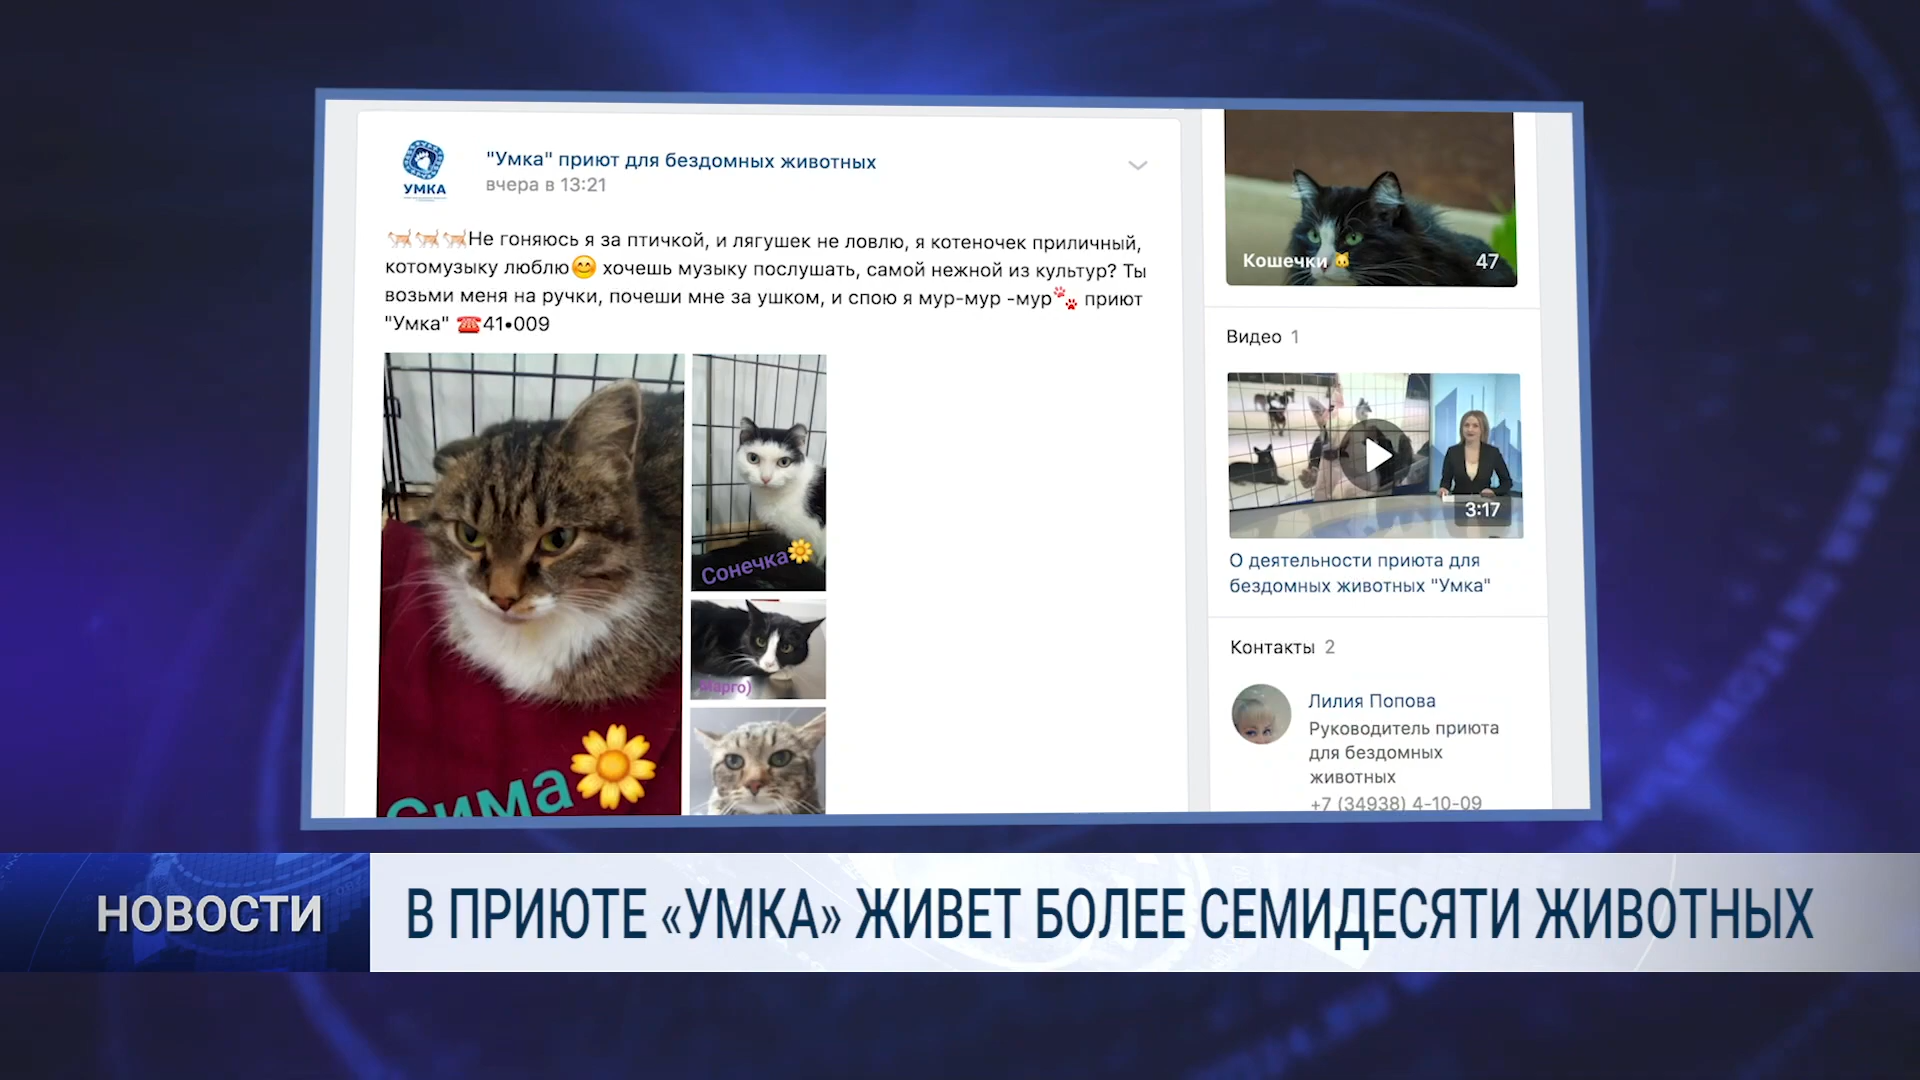 "Умка" приют для бездомных животных
вчера в 13:21
УМКА
🐈🐈🐈Не гоняюсь я за птичкой, и лягушек не ловлю, я котеночек приличный,
котомузыку люблю😊 хочешь музыку послушать, самой нежной из культур? Ты
возьми меня на ручки, почеши мне за ушком, и спою я мур-мур -мур🐾 приют
"Умка" ☎41•009
Сима
Сонечка
Марго)
Кошечки 🐱 47
Видео 1
3:17
О деятельности приюта для
бездомных животных "Умка"
Контакты 2
Лилия Попова
Руководитель приюта
для бездомных
животных
+7 (34938) 4-10-09
НОВОСТИ
В ПРИЮТЕ «УМКА» ЖИВЕТ БОЛЕЕ СЕМИДЕСЯТИ ЖИВОТНЫХ